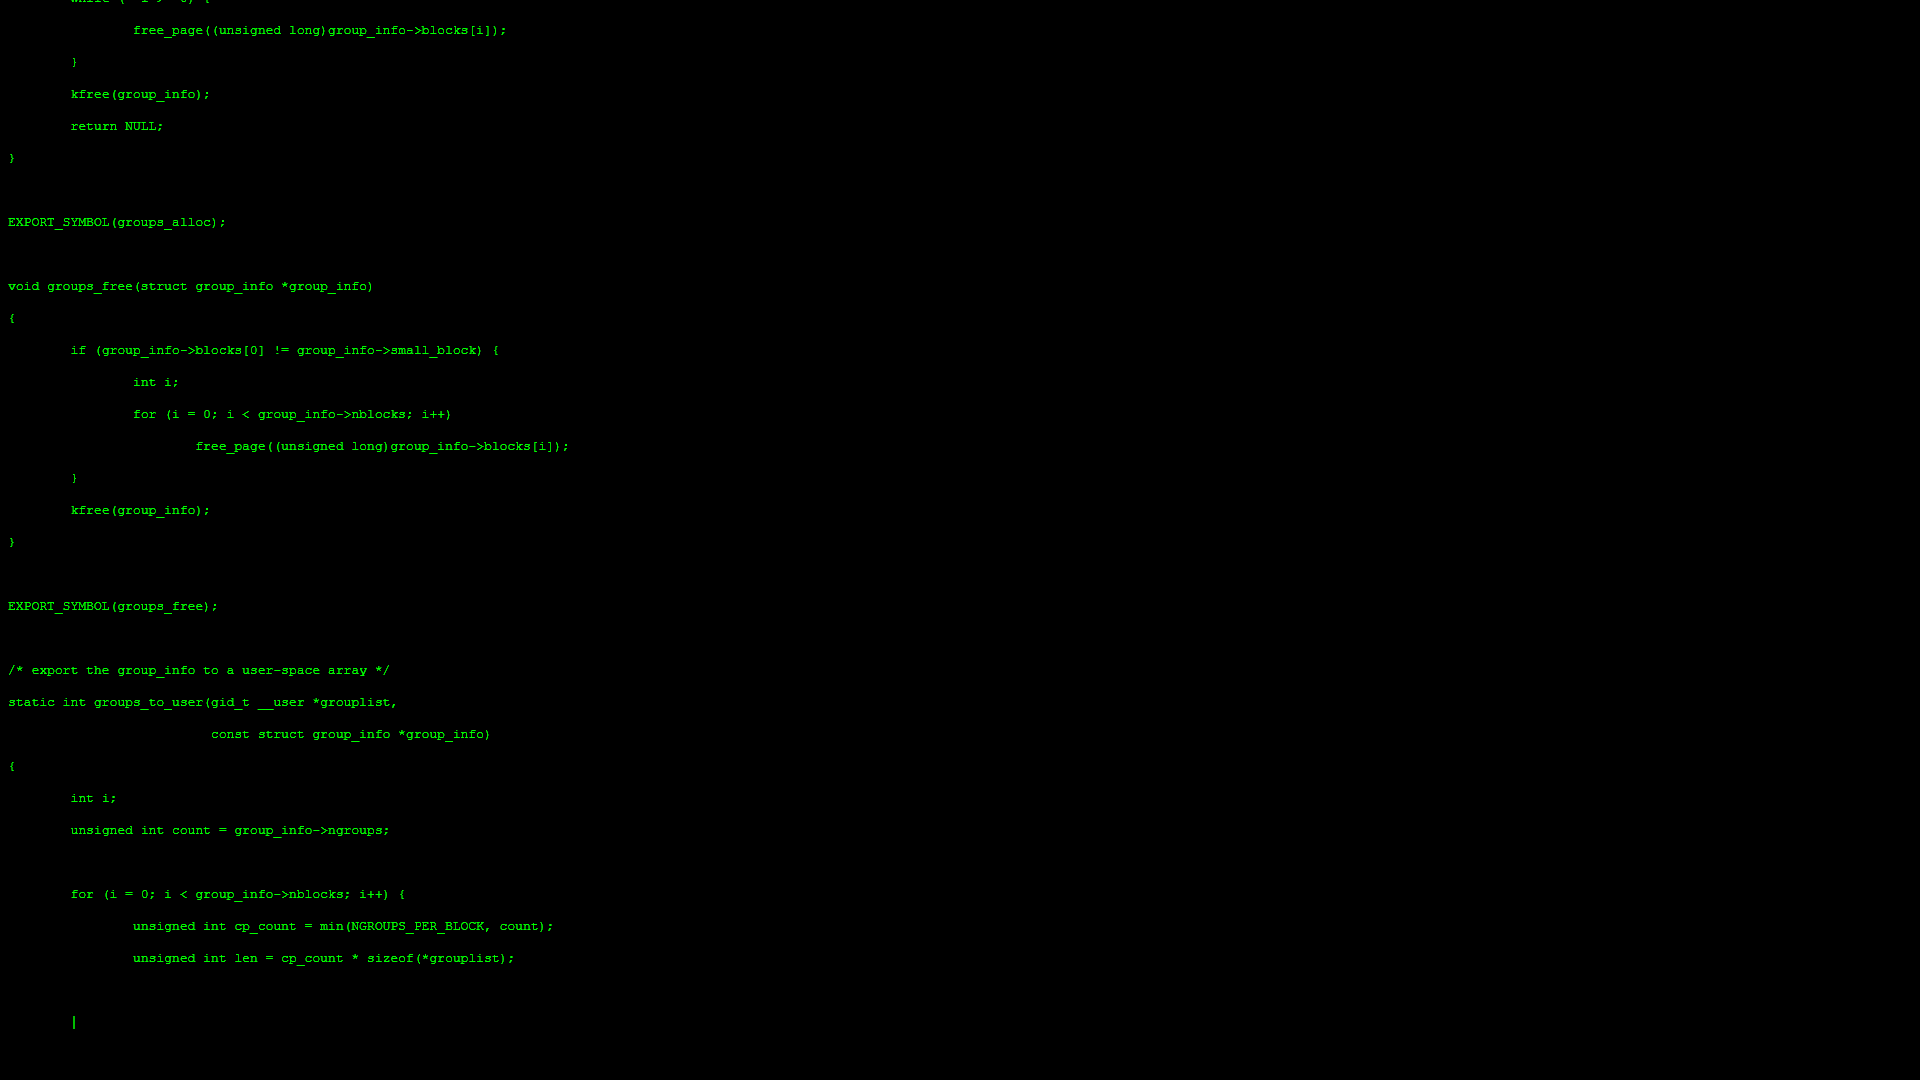 free_page((unsigned long)group_info->blocks[i]);
}
kfree(group_info);
return NULL;
}
EXPORT_SYMBOL(groups_alloc);
void groups_free(struct group_info *group_info)
{
if (group_info->blocks[0] != group_info->small_block) {
int i;
for (i = 0; i < group_info->nblocks; i++)
free_page((unsigned long)group_info->blocks[i]);
}
kfree(group_info);
}
EXPORT_SYMBOL(groups_free);
/* export the group_info to a user-space array */
static int groups_to_user(gid_t __user *grouplist,
const struct group_info *group_info)
{
int i;
unsigned int count = group_info->ngroups;
for (i = 0; i < group_info->nblocks; i++) {
unsigned int cp_count = min(NGROUPS_PER_BLOCK, count);
unsigned int len = cp_count * sizeof(*grouplist);
|